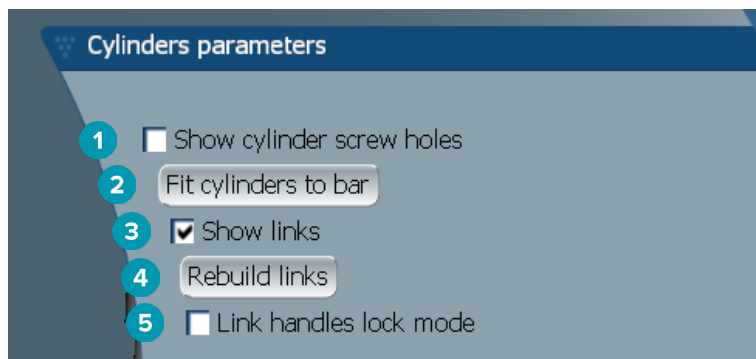 Cylinders parameters
1 Show cylinder screw holes
2 Fit cylinders to bar
3 Show links
4 Rebuild links
5 Link handles lock mode